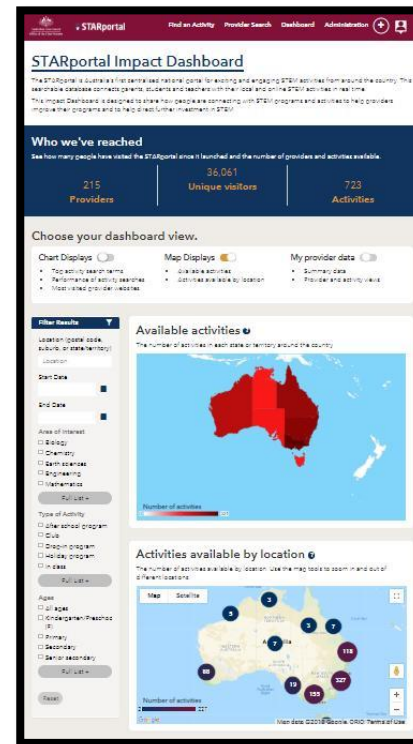 STARportal
Find an Activity Provider Search Dashboard Administration
STARportal Impact Dashboard
The STARportal is Australia's first centralised national portal for exciting and engaging STEM activities from around the country. This
searchable database connects parents, students and teachers with their local and online STEM activities in real time.
This Impact Dashboard is designed to share how people are connecting with STEM programs and activities to help providers
improve their programs and to help direct further investment in STEM
Who we've reached
See how many people have visited the STARportal since it launched and the number of providers and activities available.
215
Providers
36,061
Unique visitors
723
Activities
Choose your dashboard view.
Chart Displays
• Top activity search terms
• Performance of activity searches
• Most visited provider websites
Map Displays
• Available activities
• Activities available by location
My provider data
• Summary data
• Provider and activity views
Filter Results
Location (postal code,
suburb, or state/territory)
Location
Start Date
End Date
Area of Interest
Biology
Chemistry
Earth sciences
Engineering
Mathematics
Full List +
Type of Activity
After school program
Club
Drop-in program
Holiday program
In class
Full List +
Ages
All ages
Kindergarten/Preschool
Primary
Secondary
Senior secondary
Full List +
Reset
Available activities
The number of activities in each state or territory around the country
Number of activities
Activities available by location
The number of activities available by location. Use the map tools to zoom in and out of
different locations
Map Satellite
3
5
3
7
7
118
88
19
155
327
Number of activities
Google
Map data ©2018 Google, ORION Terms of Use